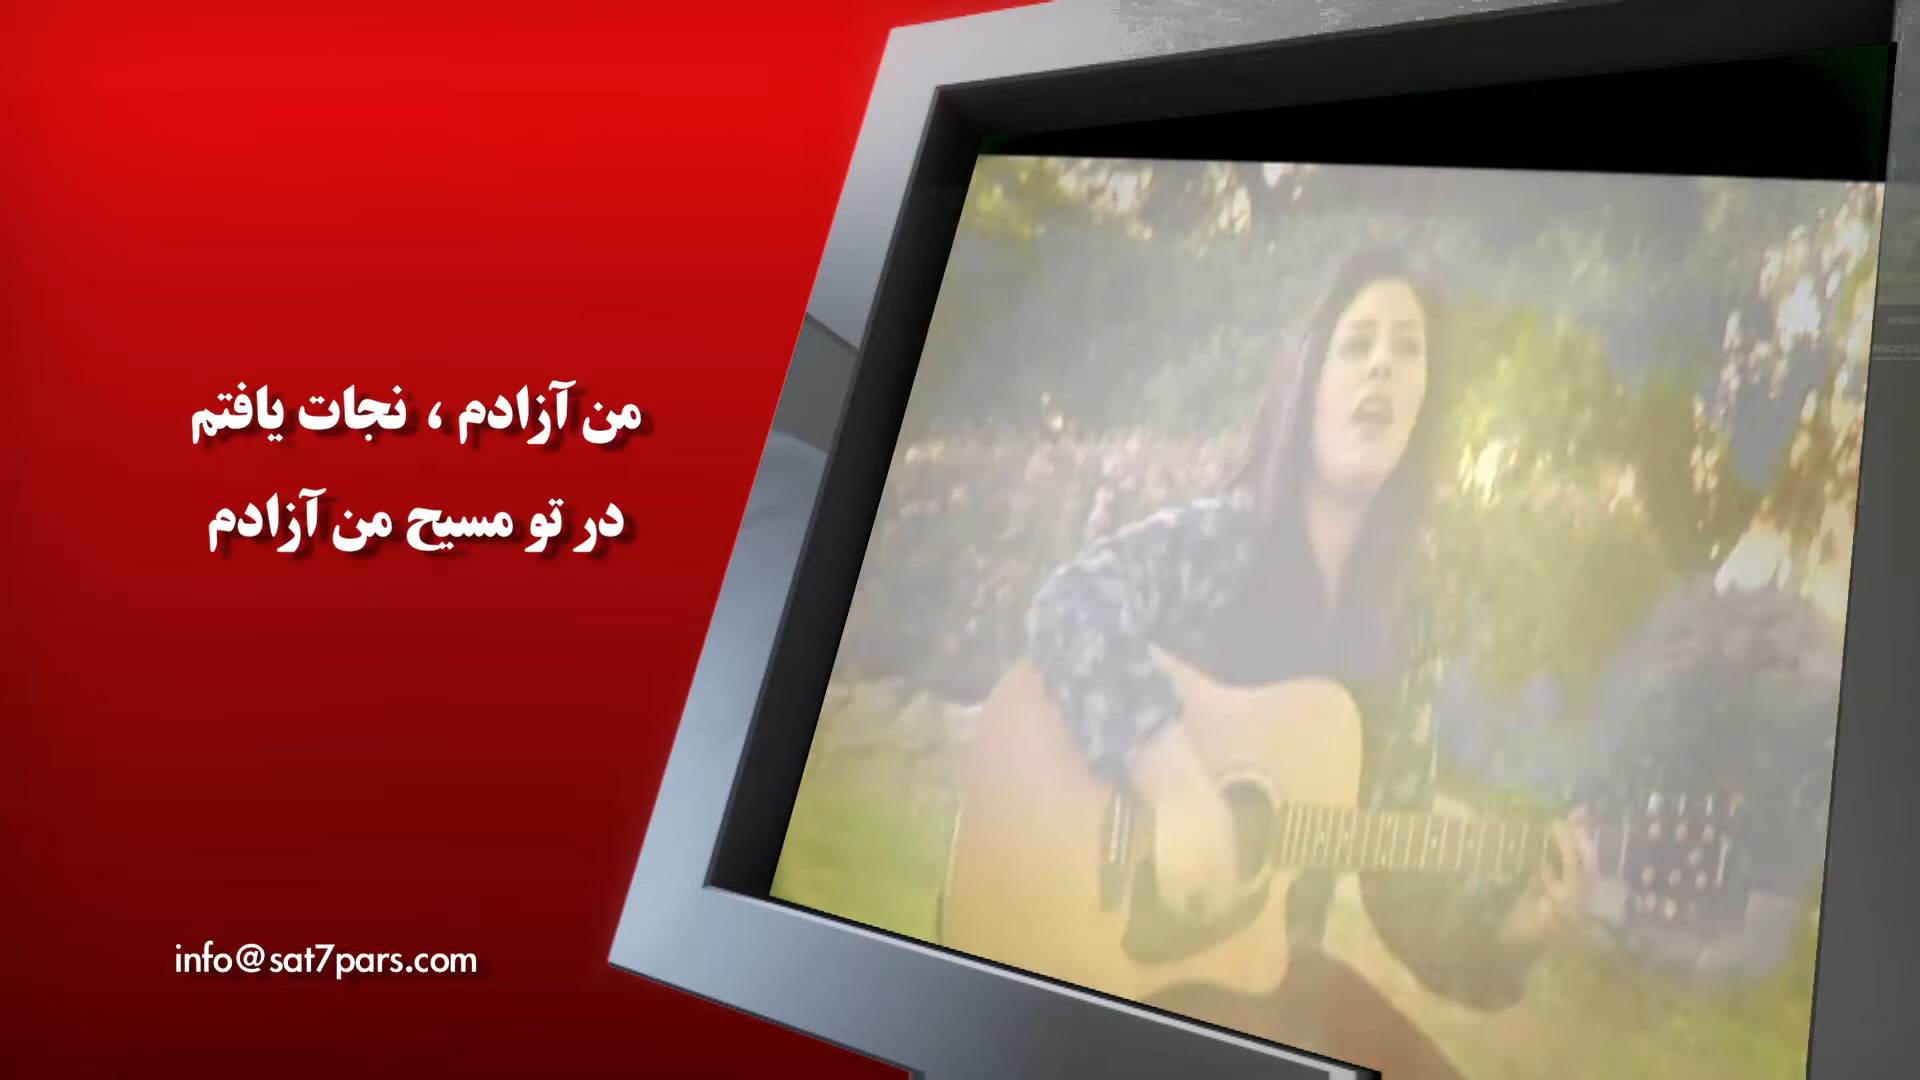 من آزادم ، نجات یافتم
در تو مسیح من آزادم
info@sat7pars.com